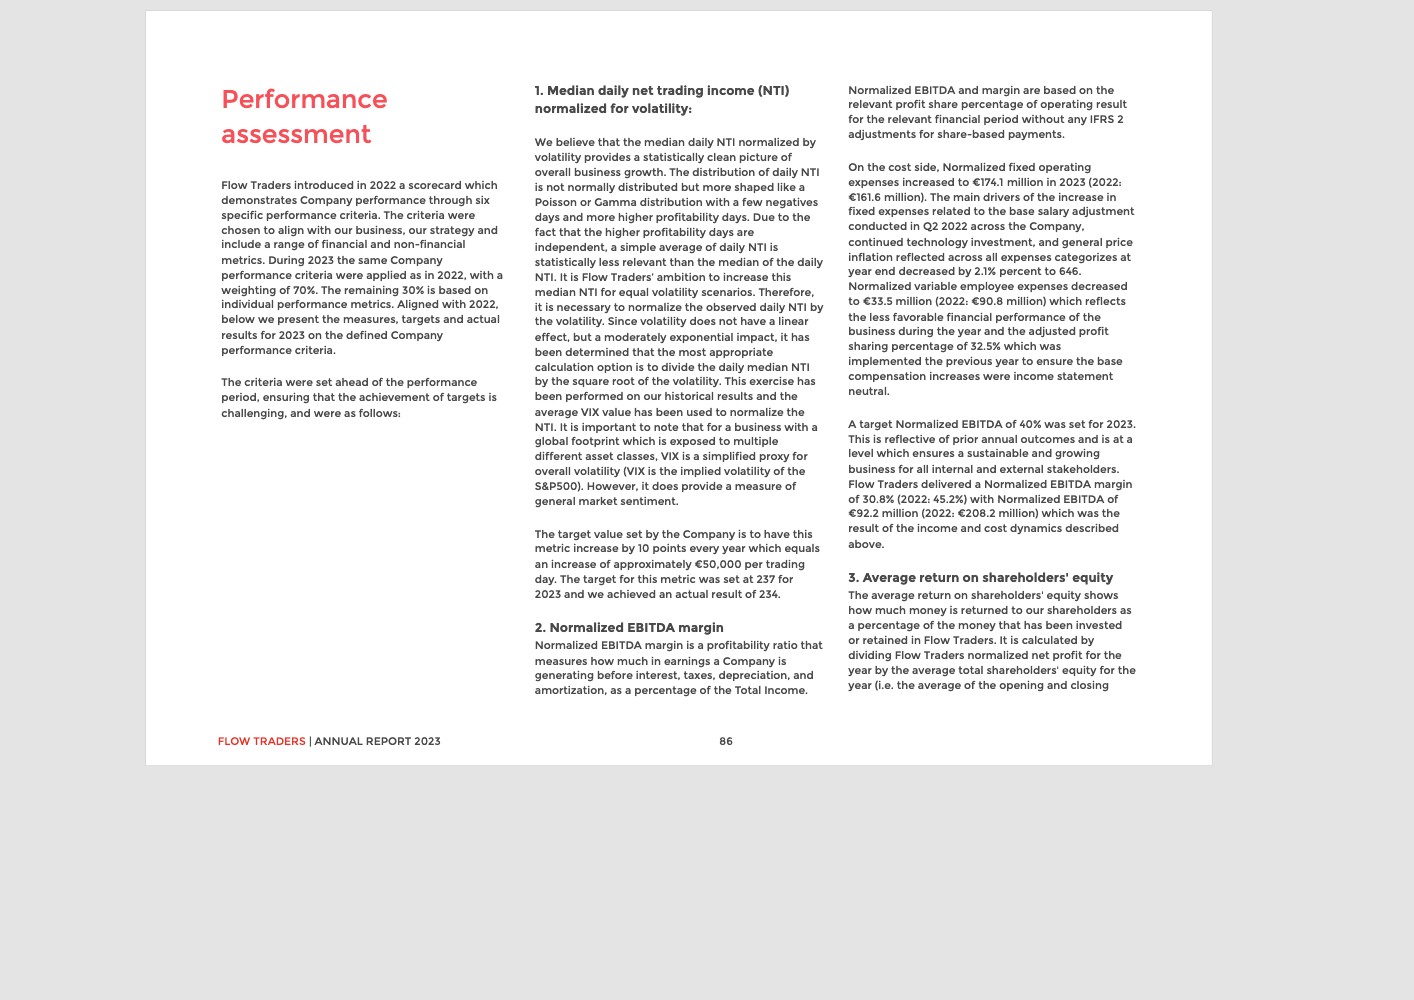 Performance
assessment
Flow Traders introduced in 2022 a scorecard which
demonstrates Company performance through six
specific performance criteria. The criteria were
chosen to align with our business, our strategy and
include a range of financial and non-financial
metrics. During 2023 the same Company
performance criteria were applied as in 2022, with a
weighting of 70%. The remaining 30% is based on
individual performance metrics. Aligned with 2022,
below we present the measures, targets and actual
results for 2023 on the defined Company
performance criteria.
The criteria were set ahead of the performance
period, ensuring that the achievement of targets is
challenging, and were as follows:
1. Median daily net trading income (NTI)
normalized for volatility:
We believe that the median daily NTI normalized by
volatility provides a statistically clean picture of
overall business growth. The distribution of daily NTI
is not normally distributed but more shaped like a
Poisson or Gamma distribution with a few negatives
days and more higher profitability days. Due to the
fact that the higher profitability days are
independent, a simple average of daily NTI is
statistically less relevant than the median of the daily
NTI. It is Flow Traders' ambition to increase this
median NTI for equal volatility scenarios. Therefore,
it is necessary to normalize the observed daily NTI by
the volatility. Since volatility does not have a linear
effect, but a moderately exponential impact, it has
been determined that the most appropriate
calculation option is to divide the daily median NTI
by the square root of the volatility. This exercise has
been performed on our historical results and the
average VIX value has been used to normalize the
NTI. It is important to note that for a business with a
global footprint which is exposed to multiple
different asset classes, VIX is a simplified proxy for
overall volatility (VIX is the implied volatility of the
S&P500). However, it does provide a measure of
general market sentiment.
The target value set by the Company is to have this
metric increase by 10 points every year which equals
an increase of approximately €50,000 per trading
day. The target for this metric was set at 237 for
2023 and we achieved an actual result of 234.
2. Normalized EBITDA margin
Normalized EBITDA margin is a profitability ratio that
measures how much in earnings a Company is
generating before interest, taxes, depreciation, and
amortization, as a percentage of the Total Income.
Normalized EBITDA and margin are based on the
relevant profit share percentage of operating result
for the relevant financial period without any IFRS 2
adjustments for share-based payments.
On the cost side, Normalized fixed operating
expenses increased to €174.1 million in 2023 (2022:
€161.6 million). The main drivers of the increase in
fixed expenses related to the base salary adjustment
conducted in Q2 2022 across the Company,
continued technology investment, and general price
inflation reflected across all expenses categorizes at
year end decreased by 2.1% percent to 646.
Normalized variable employee expenses decreased
to €33.5 million (2022: €90.8 million) which reflects
the less favorable financial performance of the
business during the year and the adjusted profit
sharing percentage of 32.5% which was
implemented the previous year to ensure the base
compensation increases were income statement
neutral.
A target Normalized EBITDA of 40% was set for 2023.
This is reflective of prior annual outcomes and is at a
level which ensures a sustainable and growing
business for all internal and external stakeholders.
Flow Traders delivered a Normalized EBITDA margin
of 30.8% (2022: 45.2%) with Normalized EBITDA of
€92.2 million (2022: €208.2 million) which was the
result of the income and cost dynamics described
above.
3. Average return on shareholders' equity
The average return on shareholders' equity shows
how much money is returned to our shareholders as
a percentage of the money that has been invested
or retained in Flow Traders. It is calculated by
dividing Flow Traders normalized net profit for the
year by the average total shareholders' equity for the
year (i.e. the average of the opening and closing
FLOW TRADERS | ANNUAL REPORT 2023
86